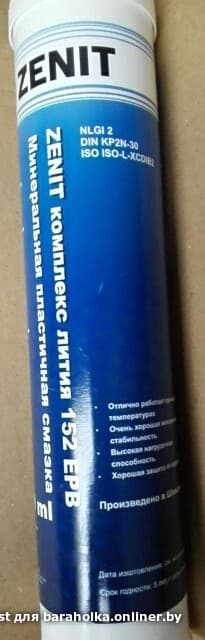 ZENIT
NLGI 2
DIN KP2N-30
ISO ISO-L-XCDIB2
ZENIT комплекс лития 152 EPB
Минеральная пластичная смазка
ml
• Отлично работает
температурах
• Очень хорошая
стабильность
• Высокая нагрузочная
способность
• Хорошая защита от
Произведено в
Дата изготовления: см.
Срок годности: 5 лет
st для baraholka.onliner.by